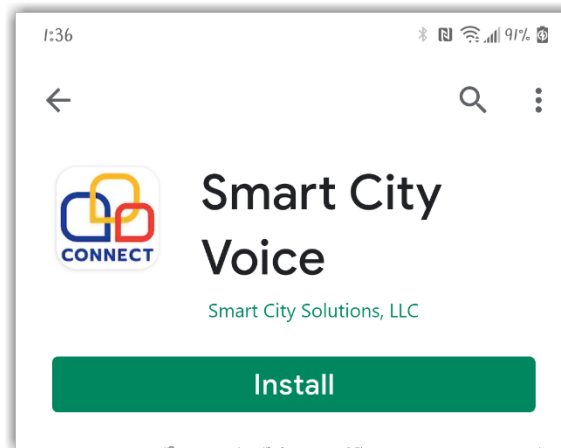 1:36
91%
Smart City
Voice
CONNECT
Smart City Solutions, LLC
Install